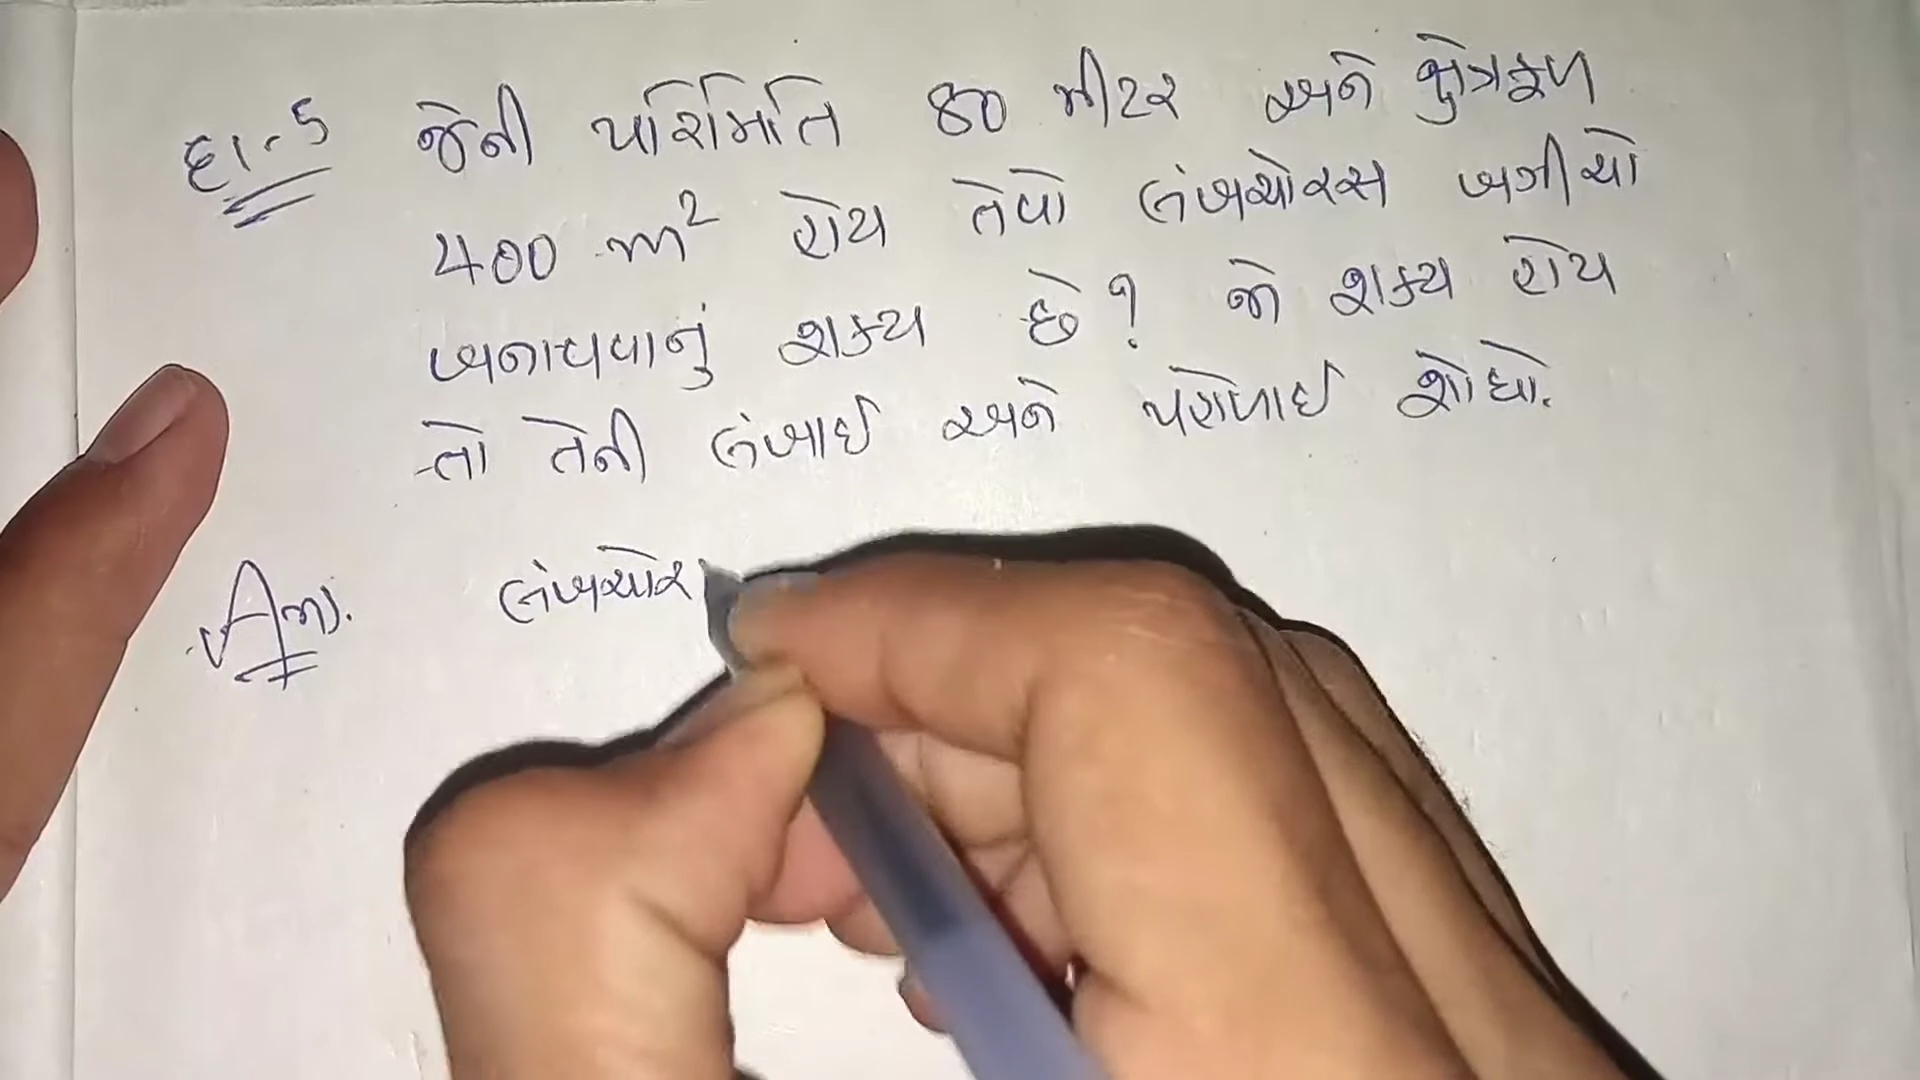 દા.-5 જેની પરિમિતિ 80 મીટર અને ક્ષેત્રફળ
400 m² હોય તેવો લંબચોરસ બગીચો
બનાવવાનું શક્ય છે? જો શક્ય હોય
તો તેની લંબાઈ અને પહોળાઈ શોધો.
Ans. લંબચોર